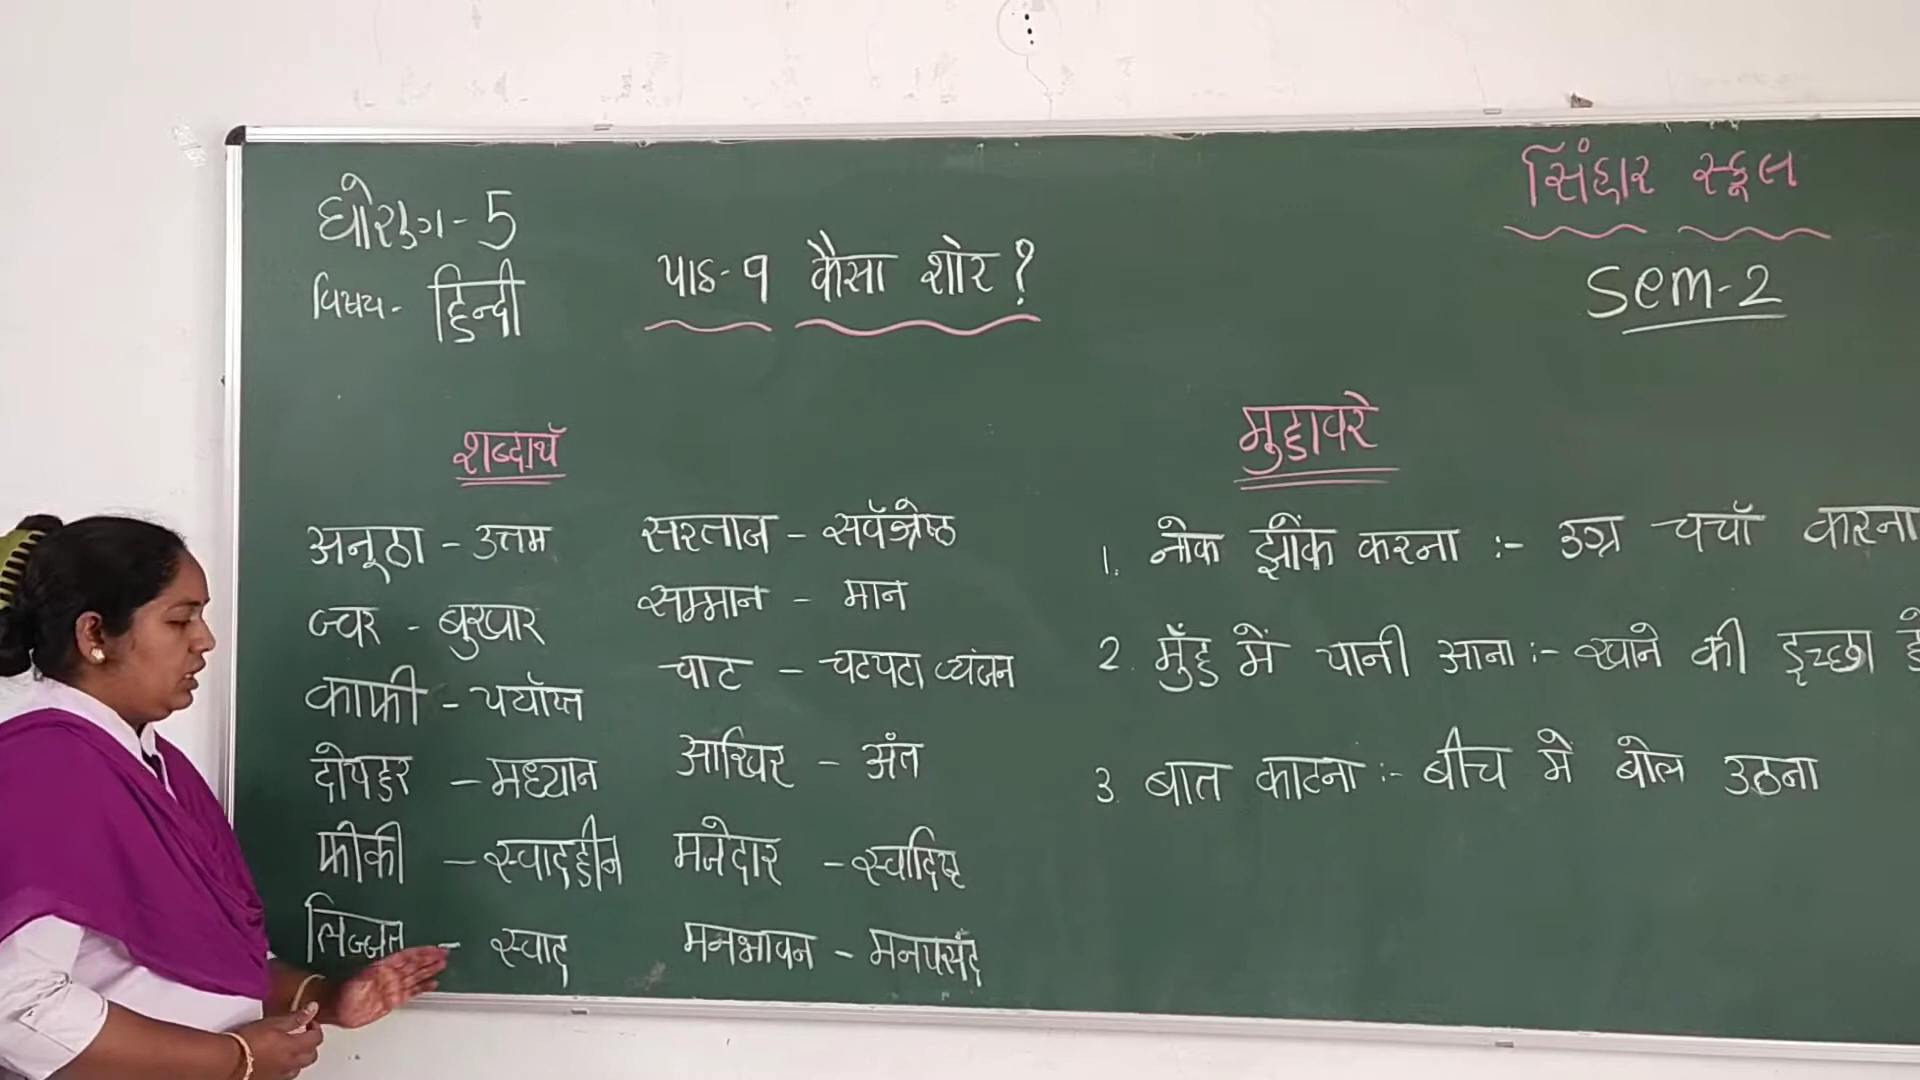 ધોરણ - 5
विषय - हिन्दी
पाठ - १ कैसा शोर ?
સિંહાર સ્કૂલ
Sem-2
शब्दार्थ
अनूठा - उत्तम
ज्वर - बुखार
काफी - पर्याप्त
दोपहर - मध्यान
फीकी - स्वादहीन
लिज्जत - स्वाद
सरताज - सर्वश्रेष्ठ
सम्मान - मान
चाट - चटपटा व्यंजन
आखिर - अंत
मजेदार - स्वादिष्ट
मनभावन - मनपसंद
मुहावरे
1. नोक झोंक करना :- उग्र चर्चा करना
2. मुँह में पानी आना :- खाने की इच्छा
3. बात काटना :- बीच में बोल उठना